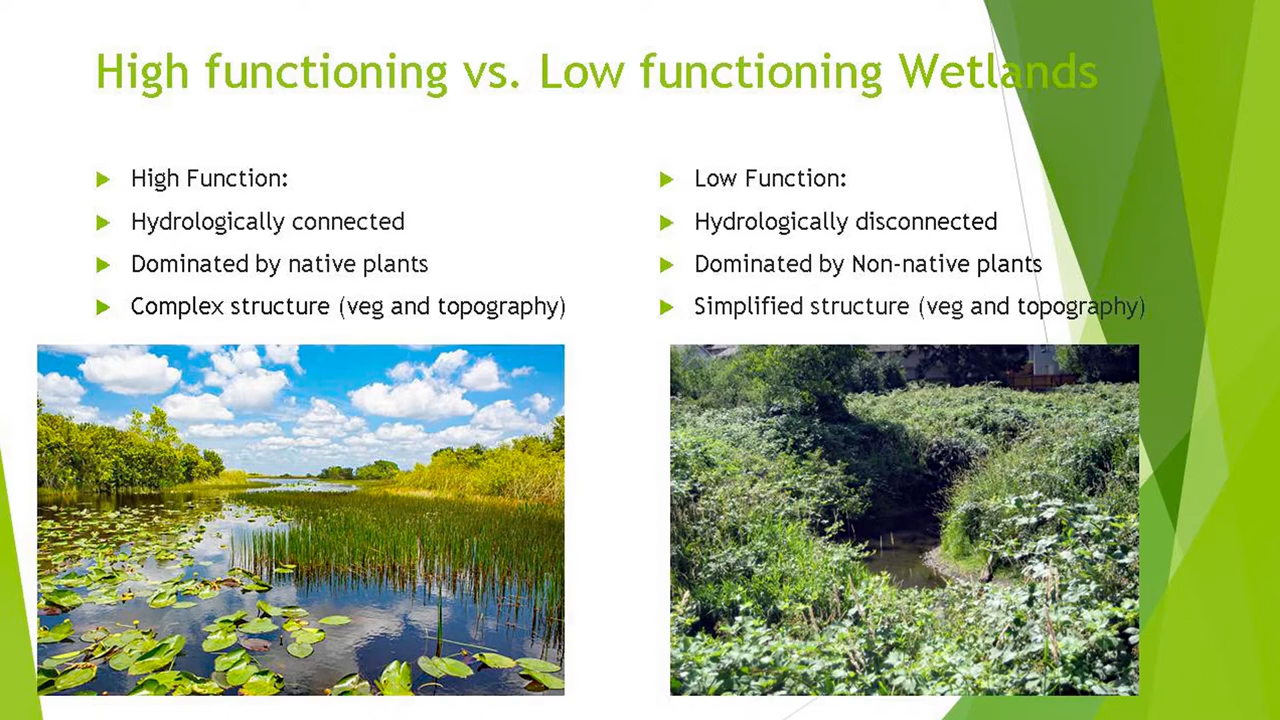 High functioning vs. Low functioning Wetlands
High Function:
Hydrologically connected
Dominated by native plants
Complex structure (veg and topography)
Low Function:
Hydrologically disconnected
Dominated by Non-native plants
Simplified structure (veg and topography)